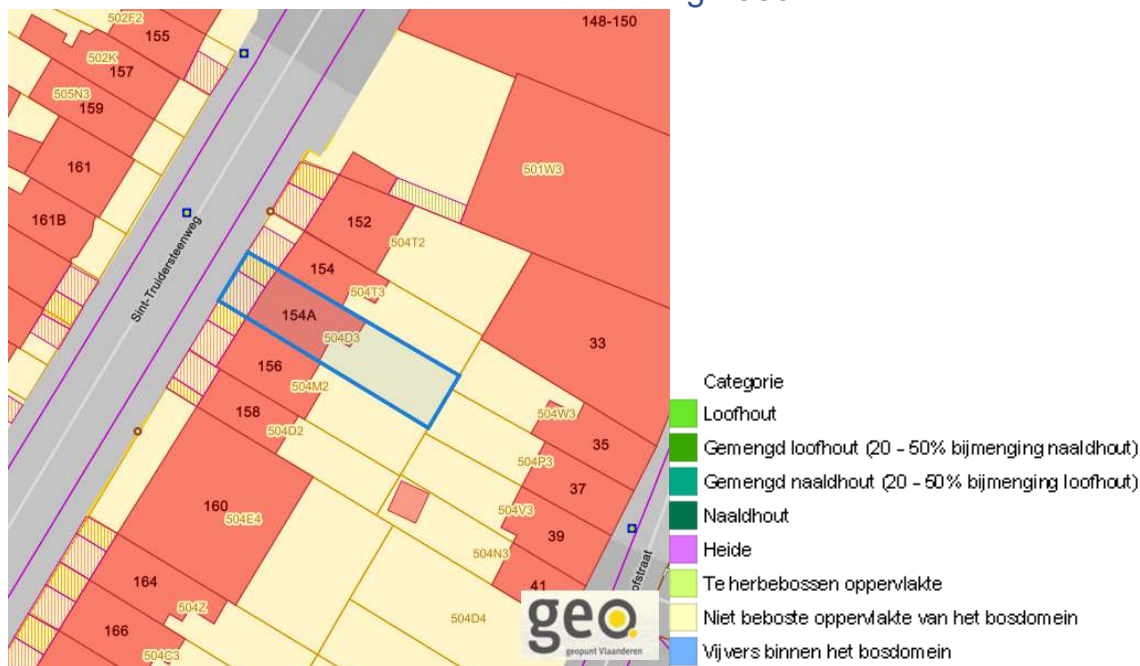 148-150
502F2
155
502K
157
505N3
159
161
161B
501W3
152
504T2
Sint-Truidersteenweg
154
504T3
154A
504D3
33
156
504M2
158
504D2
504W3
35
504P3
37
160
504E4
504V3
39
504N3
41
ofstraat
164
504Z
504D4
166
504C3
geo.
geopunt Vlaanderen
Categorie
Loofhout
Gemengd loofhout (20 - 50% bijmenging naaldhout)
Gemengd naaldhout (20 - 50% bijmenging loofhout)
Naaldhout
Heide
Te herbebossen oppervlakte
Niet beboste oppervlakte van het bosdomein
Vijvers binnen het bosdomein